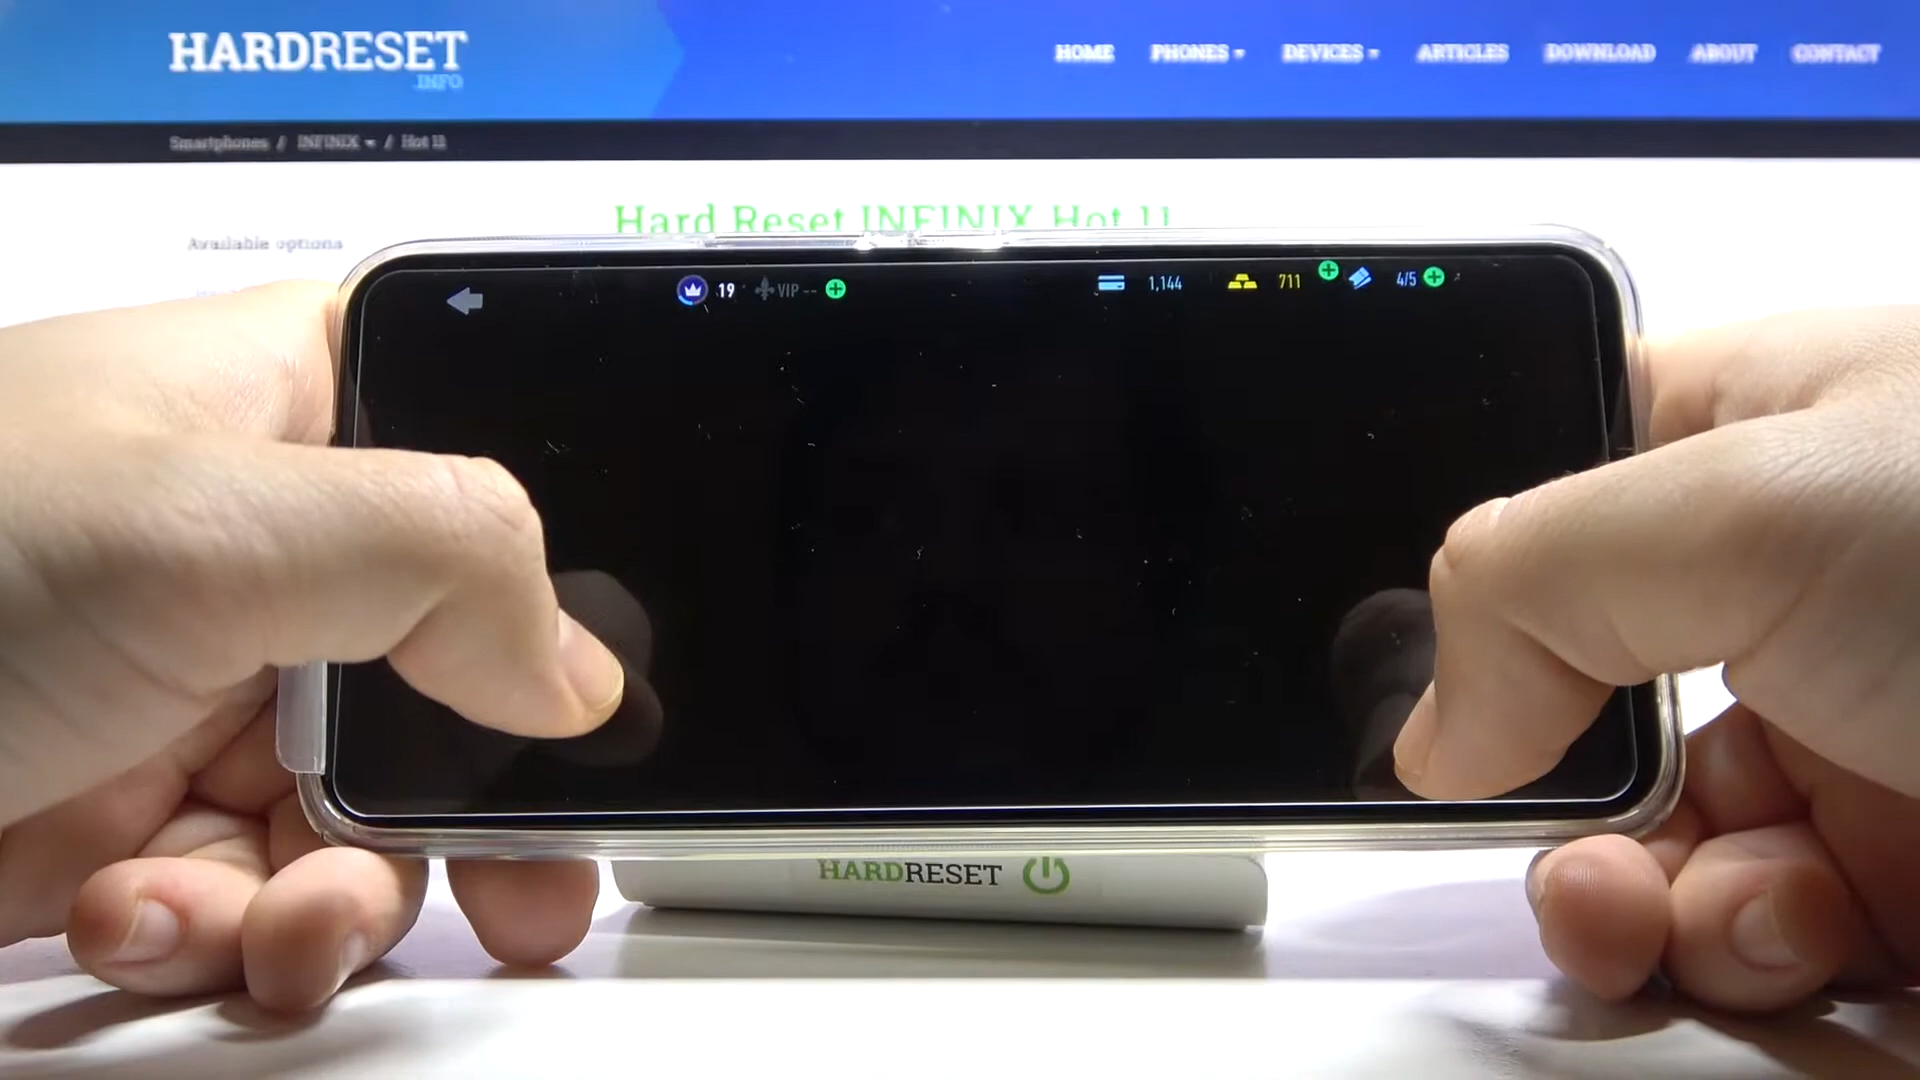 HARDRESET
.INFO
HOME PHONES DEVICES ARTICLES DOWNLOAD ABOUT CONTACT
Smartphones / INFINIX / Hot 11
Hard Reset INFINIX Hot 11
Available options
19 VIP -- 1,144 711 4/5
HARDRESET